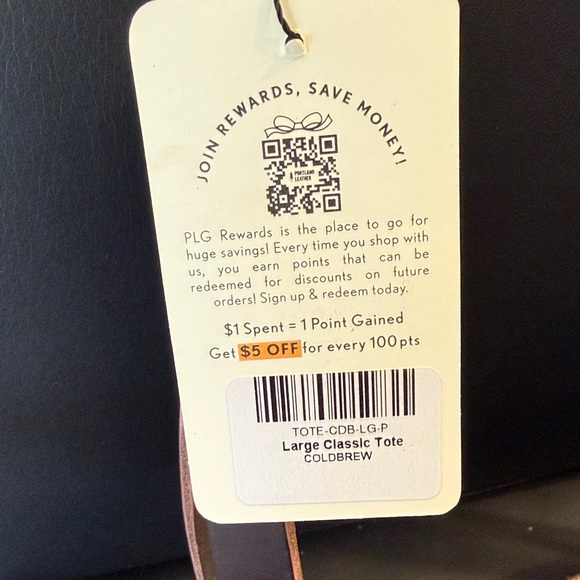 JOIN REWARDS, SAVE MONEY!
PORTLAND
LEATHER
PLG Rewards is the place to go for
huge savings! Every time you shop with
us, you earn points that can be
redeemed for discounts on future
orders! Sign up & redeem today.
$1 Spent = 1 Point Gained
Get $5 OFF for every 100 pts
TOTE-CDB-LG-P
Large Classic Tote
COLDBREW